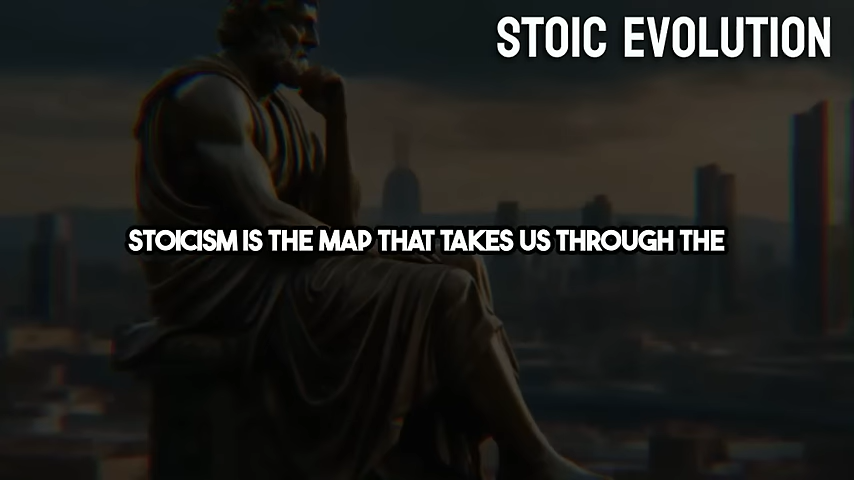 STOIC EVOLUTION
STOICISM IS THE MAP THAT TAKES US THROUGH THE